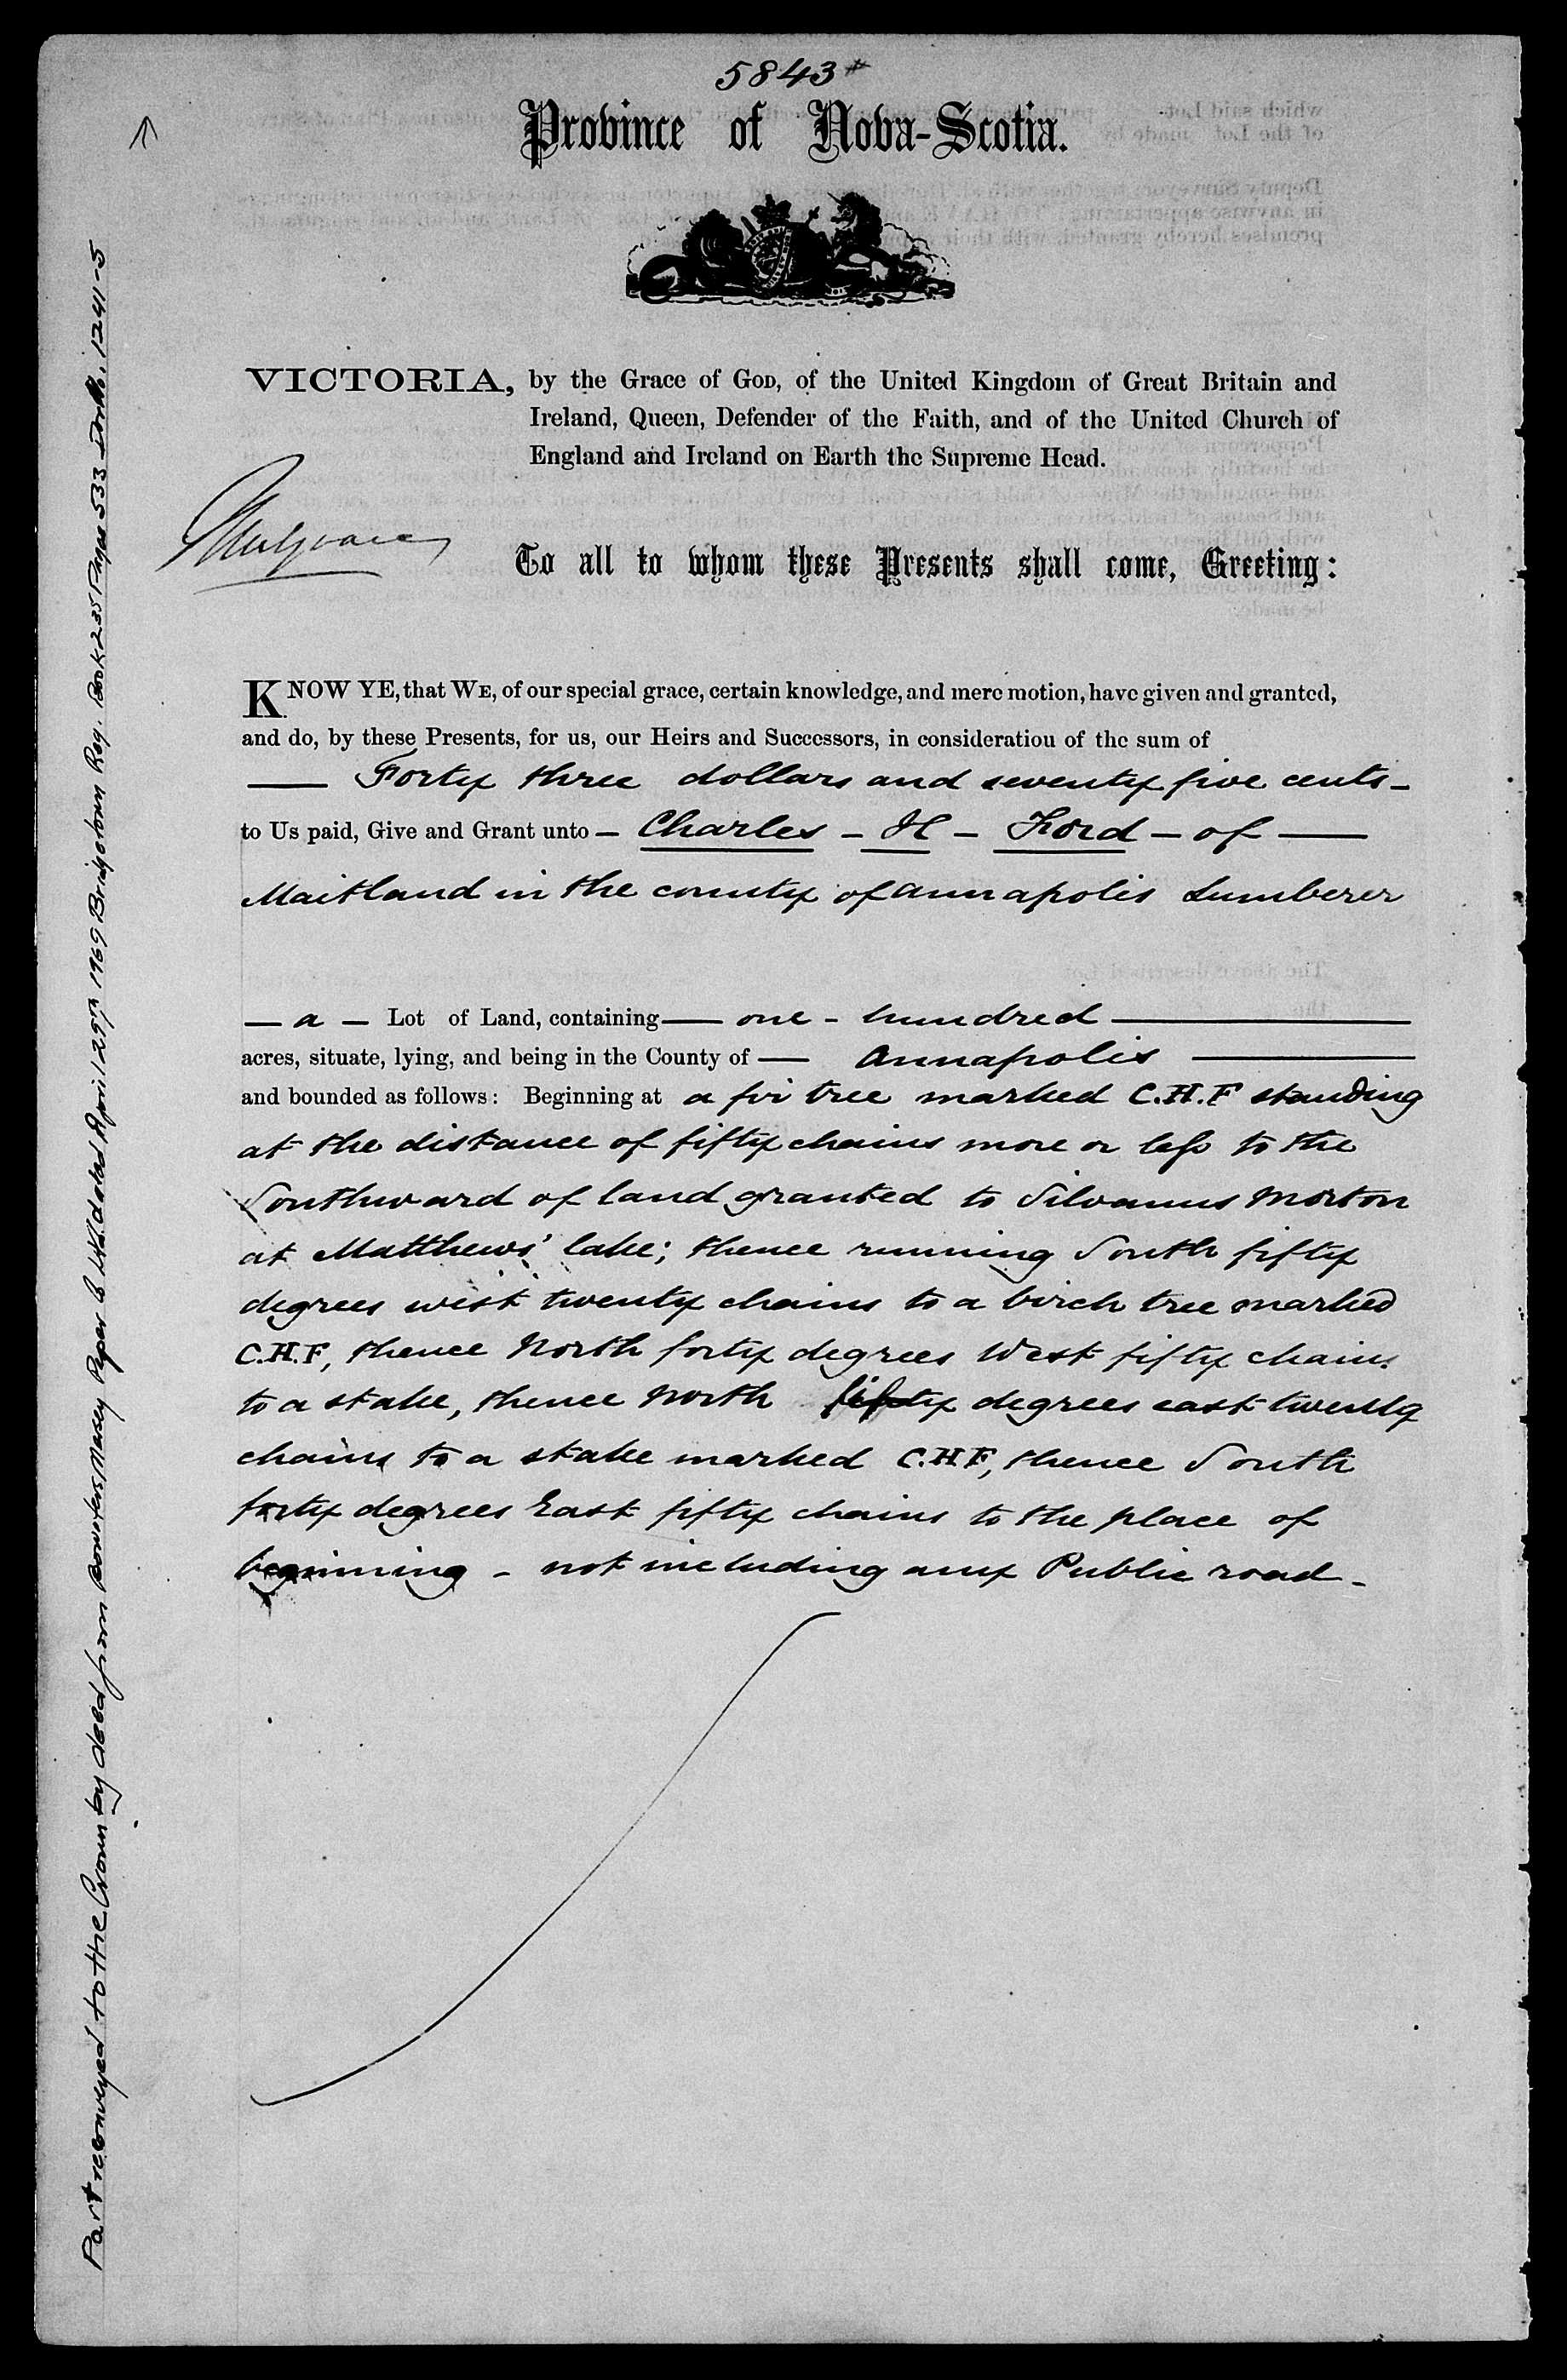 5843
Province of Nova-Scotia.
VICTORIA, by the Grace of GOD, of the United Kingdom of Great Britain and
Ireland, Queen, Defender of the Faith, and of the United Church of
England and Ireland on Earth the Supreme Head.
Mulgrave
To all to whom these Presents shall come, Greeting:
KNOW YE, that WE, of our special grace, certain knowledge, and mere motion, have given and granted,
and do, by these Presents, for us, our Heirs and Successors, in consideration of the sum of
— Forty three dollars and seventy five cents –
to Us paid, Give and Grant unto – Charles – H – Ford – of —
Maitland in the county of annapolis Lumberer
— a — Lot of Land, containing — one - hundred —
acres, situate, lying, and being in the County of — Annapolis —
and bounded as follows: Beginning at a fir tree marked C.H.F standing
at the distance of fifty chains more or less to the
Southward of land granted to Silvanus Morton
at Matthews' lake; thence running South fifty
degrees west twenty chains to a birch tree marked
C.H.F, thence North forty degrees West fifty chains
to a stake, thence North fifty degrees east twenty
chains to a stake marked C.H.F, thence South
forty degrees East fifty chains to the place of
beginning – not including any Public road –
Part reconveyed to the Crown by deed from Bowaters Mersey Paper Co Ltd. dated April 29th 1969 Bridgetown Reg. Book 235 Pages 533 1241-5